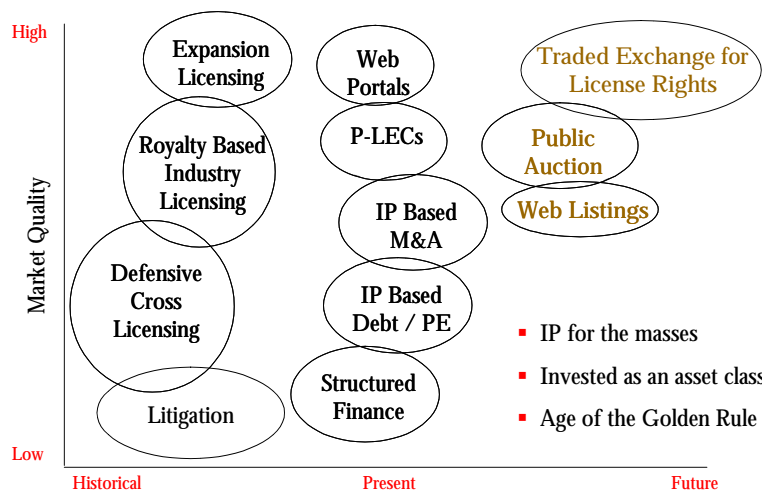 High
Expansion
Licensing
Web
Portals
Traded Exchange for
License Rights
Royalty Based
Industry
Licensing
P-LECs
Public
Auction
IP Based
M&A
Web Listings
Market Quality
Defensive
Cross
Licensing
IP Based
Debt / PE
Structured
Finance
Litigation
▪ IP for the masses
▪ Invested as an asset class
▪ Age of the Golden Rule
Low
Historical
Present
Future